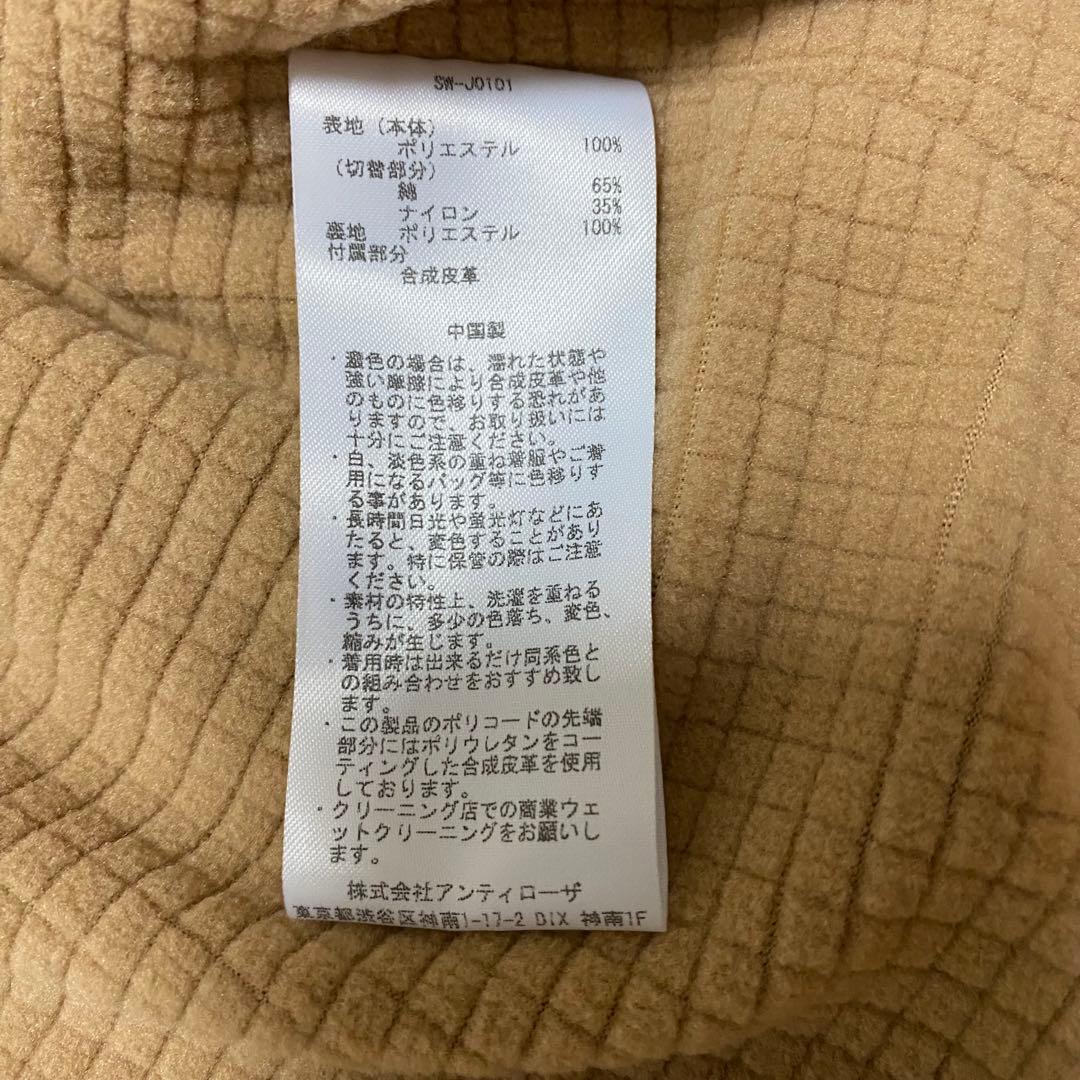 SW-J0101
表地（本体）
ポリエステル 100%
（切替部分）
綿 65%
ナイロン 35%
裏地 ポリエステル 100%
付属部分
合成皮革
中国製
・濃色の場合は、濡れた状態や
強い摩擦により合成皮革や他
のものに色移りする恐れがあ
りますので、お取り扱いには
十分にご注意ください。
・白、淡色系の重ね着服やご着
用になるバッグ等に色移りす
る事があります。
・長時間日光や蛍光灯などにあ
たると、変色することがあり
ます。特に保管の際はご注意
ください。
・素材の特性上、洗濯を重ねる
うちに、多少の色落ち、変色、
縮みが生じます。
・着用時は出来るだけ同系色と
の組み合わせをおすすめ致し
ます。
・この製品のポリコードの先端
部分にはポリウレタンをコー
ティングした合成皮革を使用
しております。
・クリーニング店での商業ウェ
ットクリーニングをお願いし
ます。
株式会社アンティローザ
東京都渋谷区神南1-17-2 DIX 神南1F